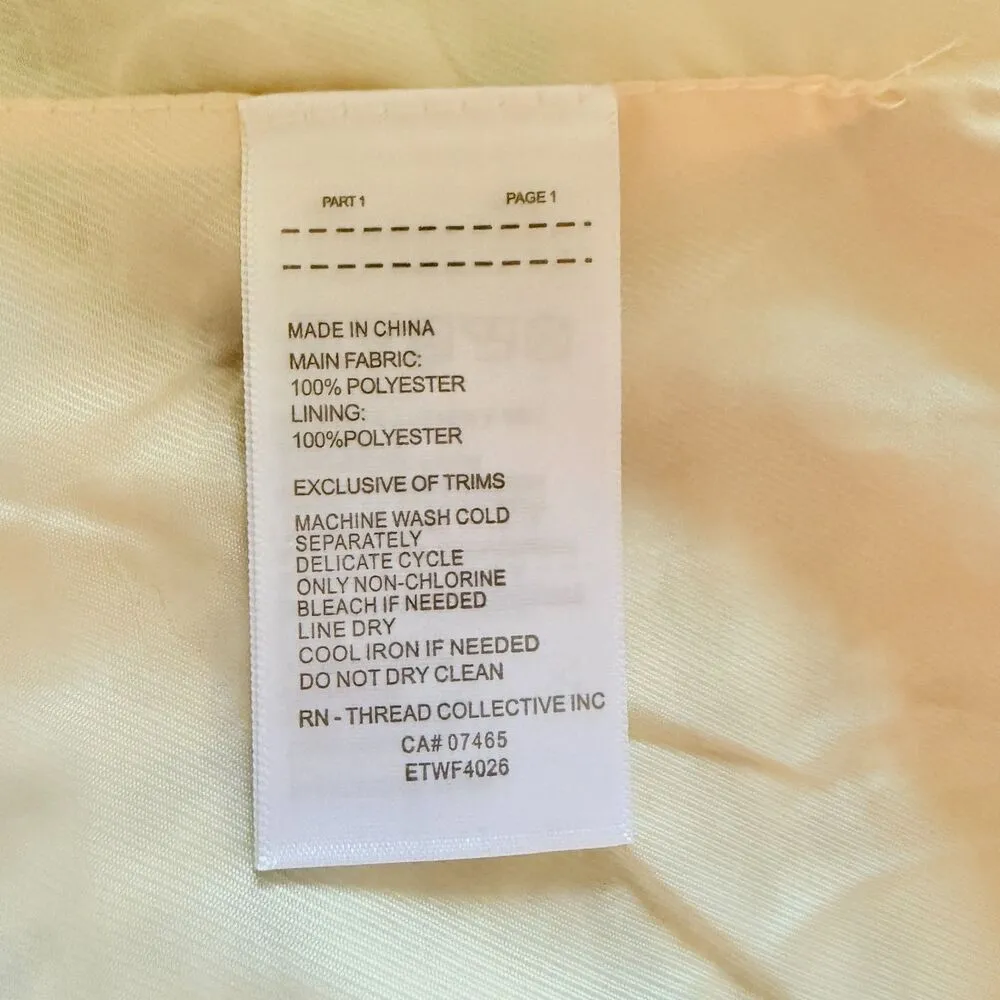 PART 1 PAGE 1
MADE IN CHINA
MAIN FABRIC:
100% POLYESTER
LINING:
100%POLYESTER
EXCLUSIVE OF TRIMS
MACHINE WASH COLD
SEPARATELY
DELICATE CYCLE
ONLY NON-CHLORINE
BLEACH IF NEEDED
LINE DRY
COOL IRON IF NEEDED
DO NOT DRY CLEAN
RN - THREAD COLLECTIVE INC
CA# 07465
ETWF4026